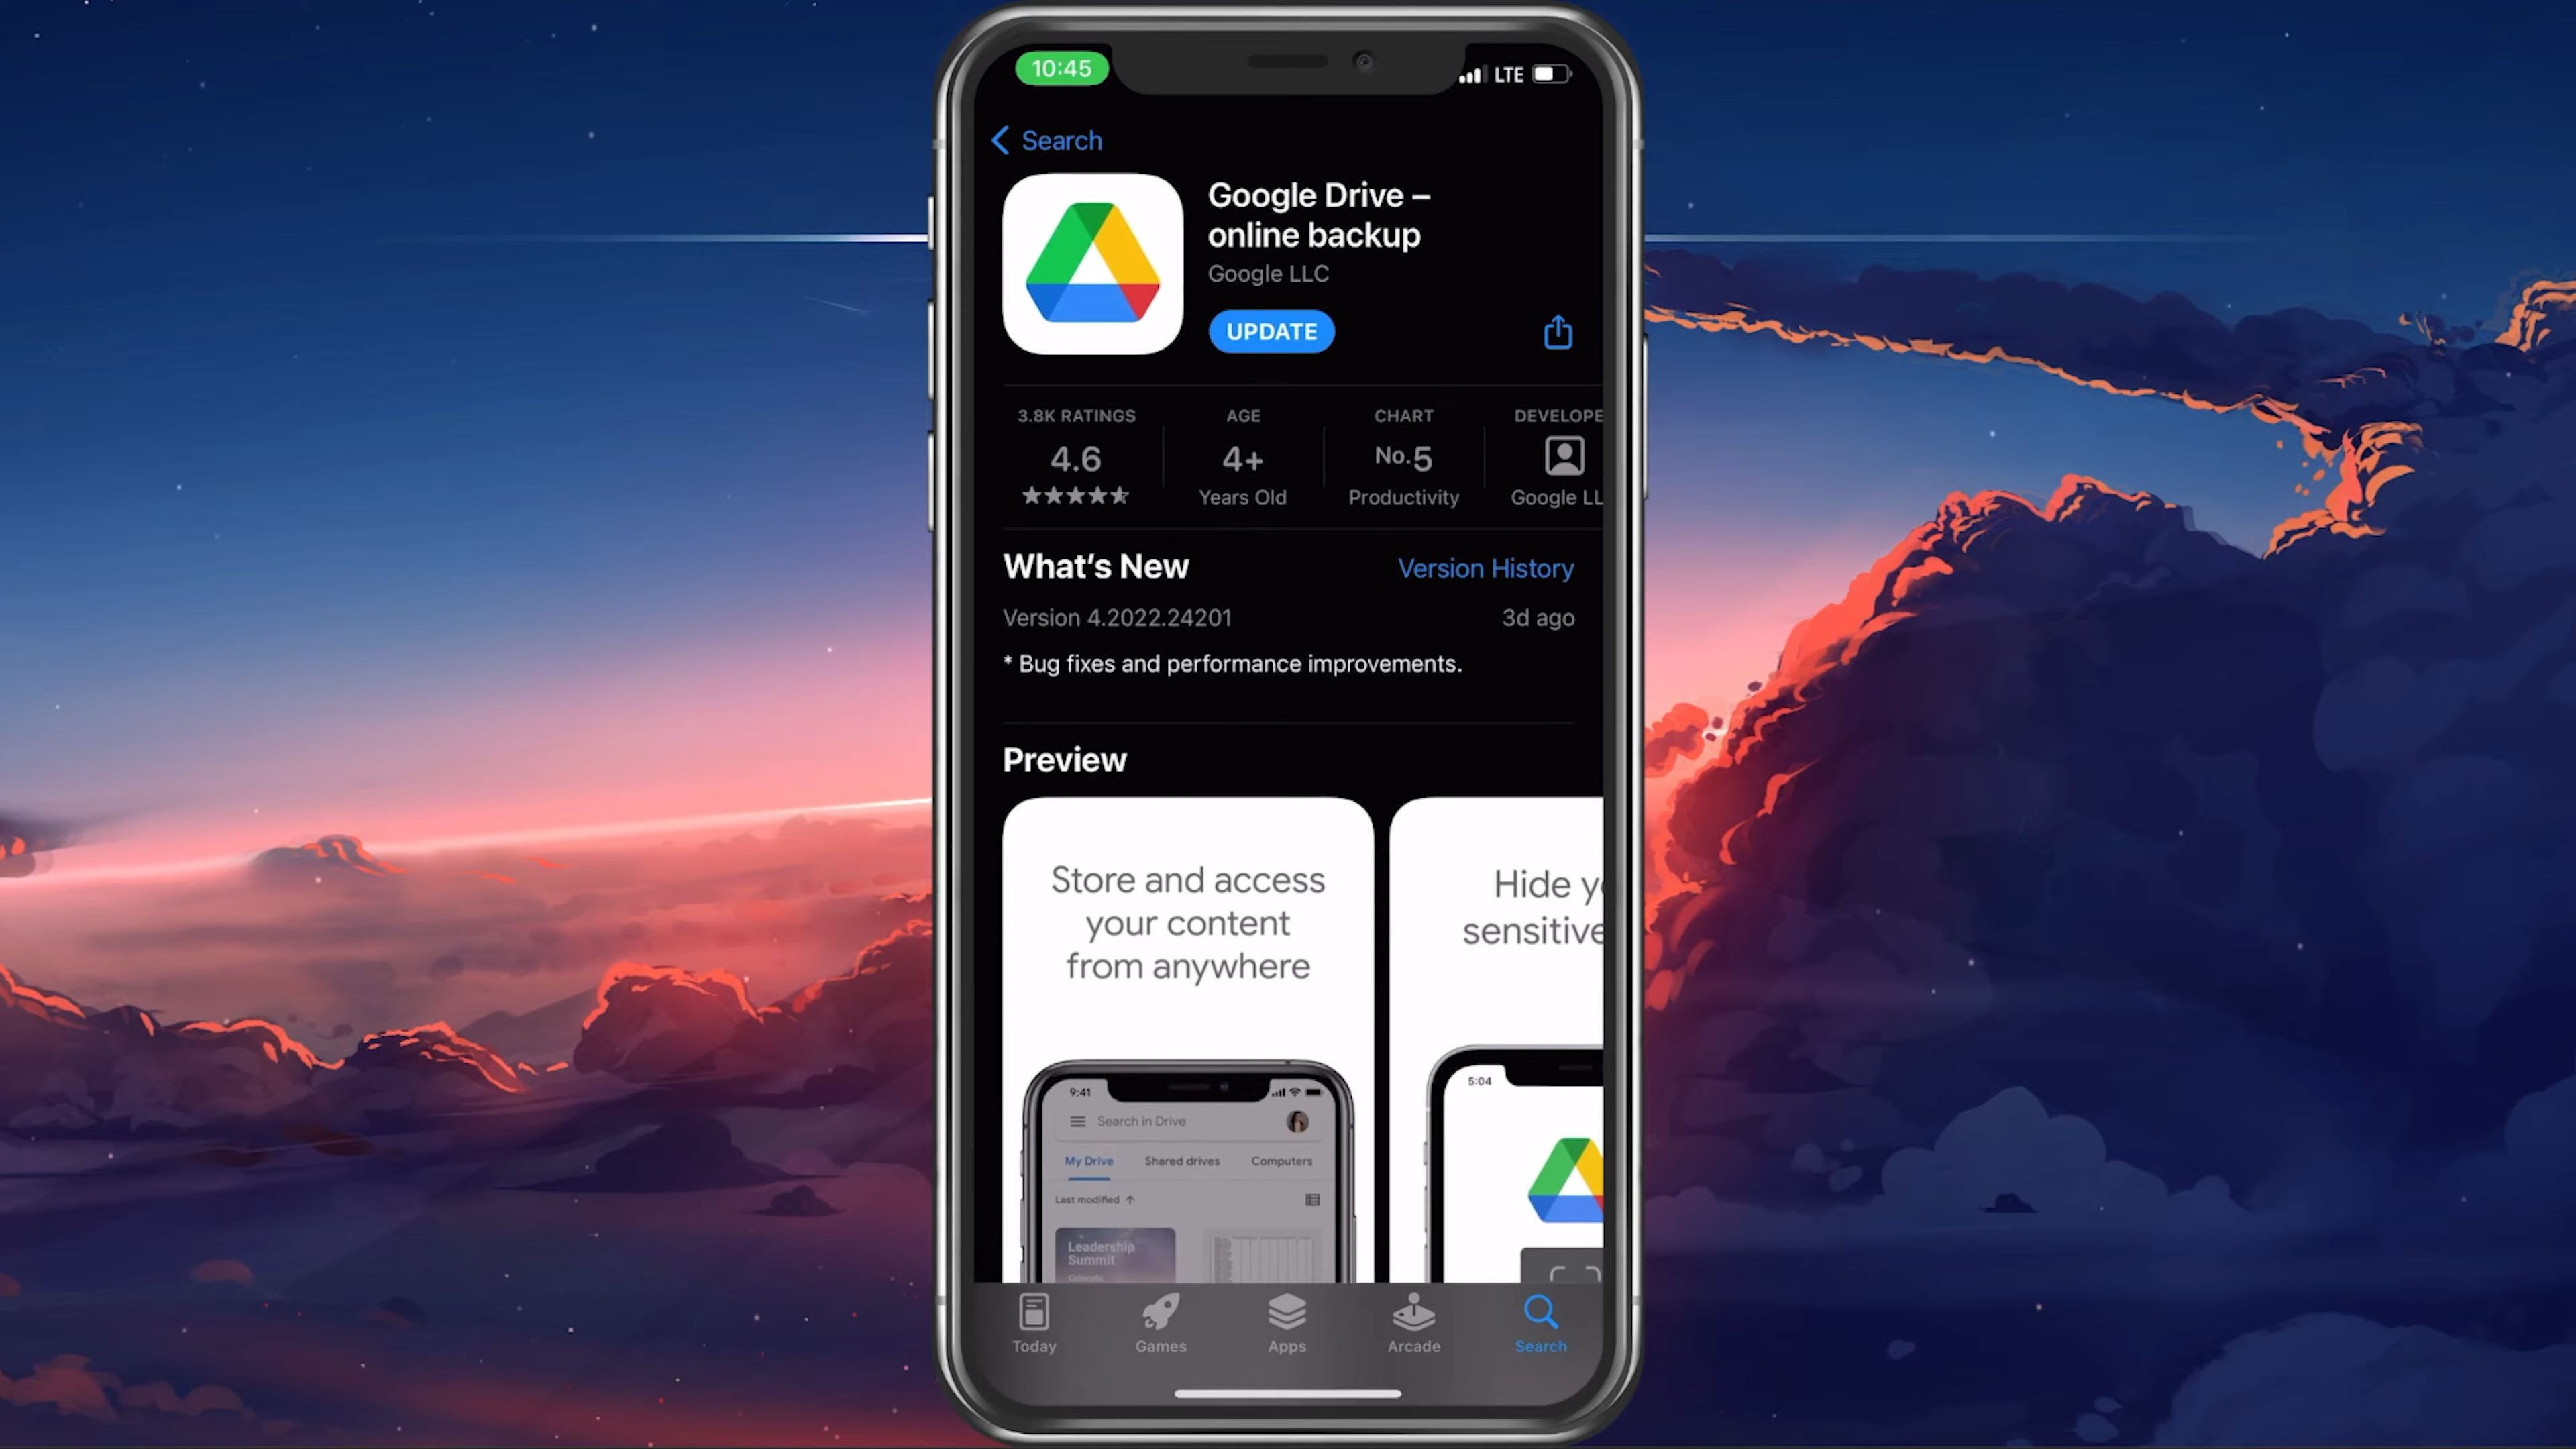 10:45
LTE
Search
Google Drive –
online backup
Google LLC
UPDATE
3.8K RATINGS
4.6
AGE
4+
Years Old
CHART
No.5
Productivity
DEVELOPE
Google LL
What's New
Version History
Version 4.2022.24201
3d ago
* Bug fixes and performance improvements.
Preview
Store and access
your content
from anywhere
9:41
Search in Drive
My Drive
Shared drives
Computers
Last modified
Leadership
Summit
Hide y
sensitive
5:04
Today
Games
Apps
Arcade
Search